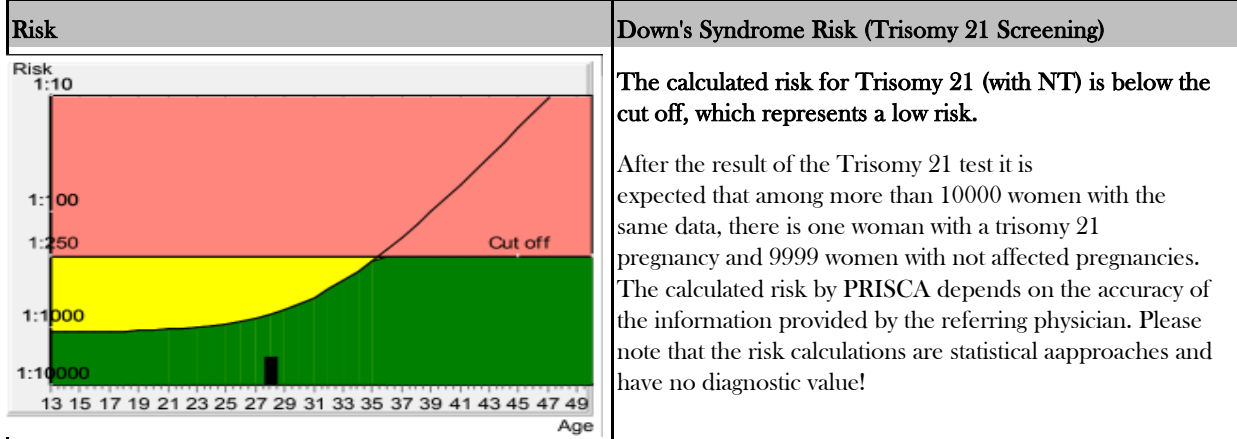 Risk
Down's Syndrome Risk (Trisomy 21 Screening)
Risk
1:10
1:100
1:250
Cut off
1:1000
1:10000
13 15 17 19 21 23 25 27 29 31 33 35 37 39 41 43 45 47 49
Age
The calculated risk for Trisomy 21 (with NT) is below the
cut off, which represents a low risk.
After the result of the Trisomy 21 test it is
expected that among more than 10000 women with the
same data, there is one woman with a trisomy 21
pregnancy and 9999 women with not affected pregnancies.
The calculated risk by PRISCA depends on the accuracy of
the information provided by the referring physician. Please
note that the risk calculations are statistical aapproaches and
have no diagnostic value!